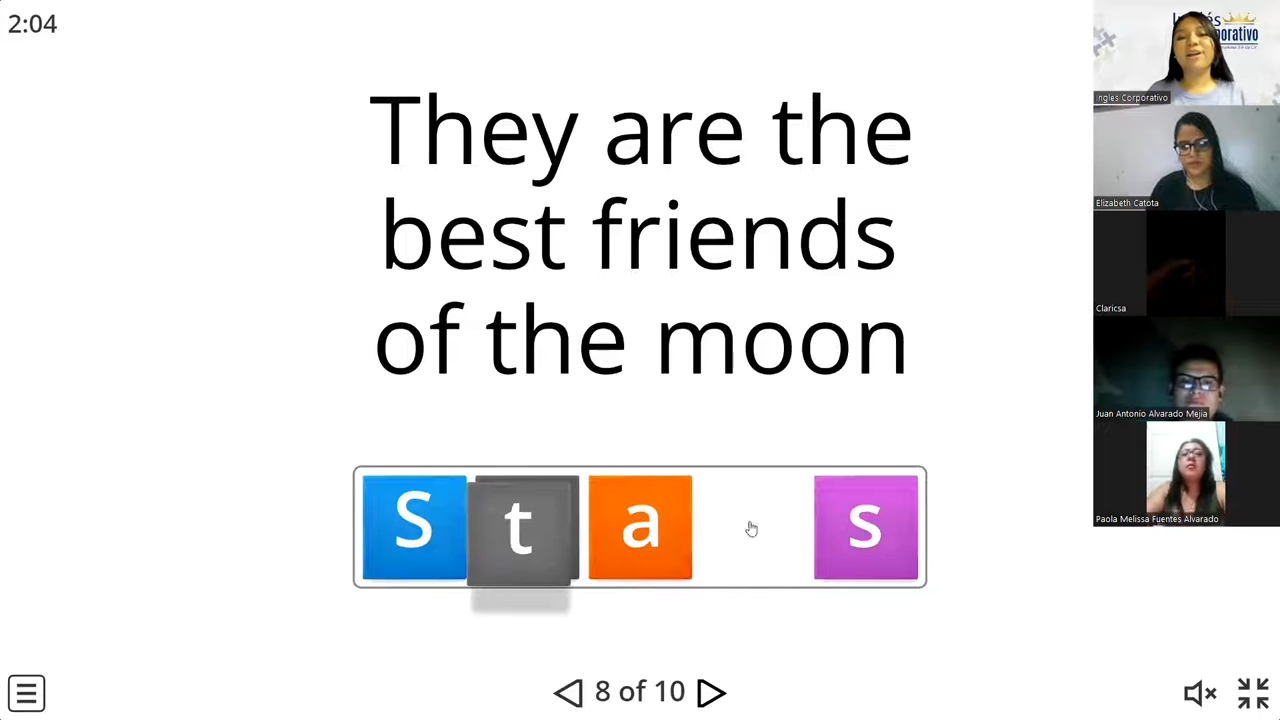 2:04
They are the
best friends
of the moon
S t a s
8 of 10
Ingles Corporativo
Elizabeth Catota
Claricsa
Juan Antonio Alvarado Mejia
Paola Melissa Fuentes Alvarado